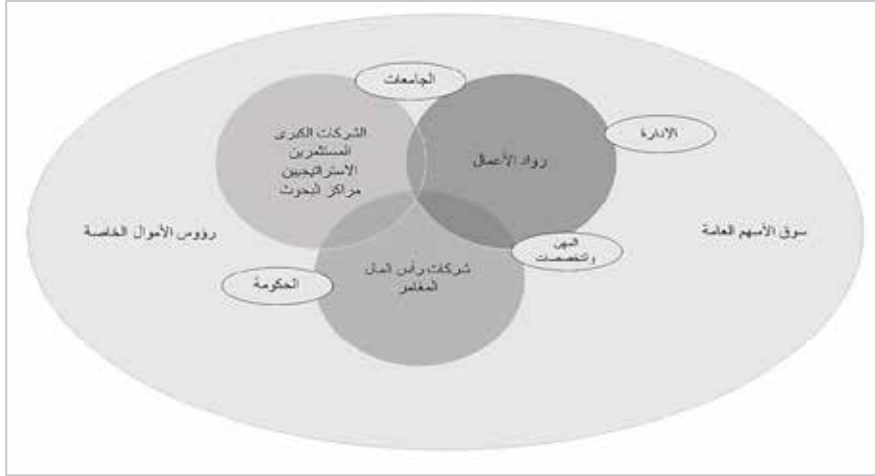 الجامعات
الإدارة
الشركات الكبرى
المستثمرين
الاستراتيجيين
مراكز البحوث
رواد الأعمال
سوق الأسهم العامة
رؤوس الأموال الخاصة
المهن
والتخصصات
شركات رأس المال
المغامر
الحكومة